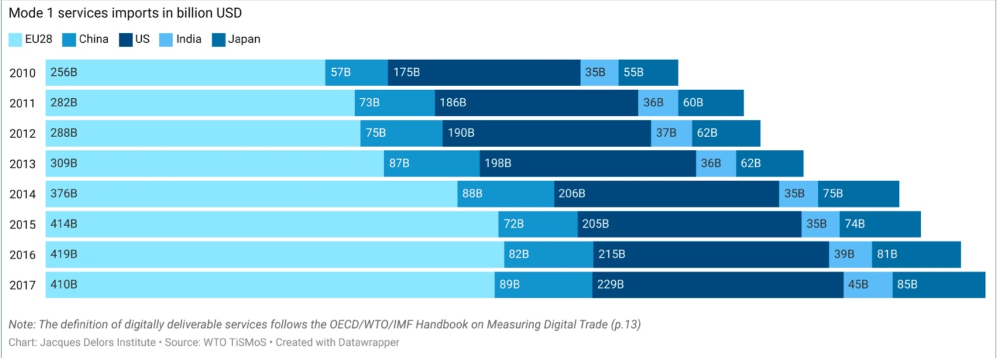 Mode 1 services imports in billion USD
EU28 China US India Japan
2010 256B 57B 175B 35B 55B
2011 282B 73B 186B 36B 60B
2012 288B 75B 190B 37B 62B
2013 309B 87B 198B 36B 62B
2014 376B 88B 206B 35B 75B
2015 414B 72B 205B 35B 74B
2016 419B 82B 215B 39B 81B
2017 410B 89B 229B 45B 85B
Note: The definition of digitally deliverable services follows the OECD/WTO/IMF Handbook on Measuring Digital Trade (p.13)
Chart: Jacques Delors Institute • Source: WTO TiSMoS • Created with Datawrapper